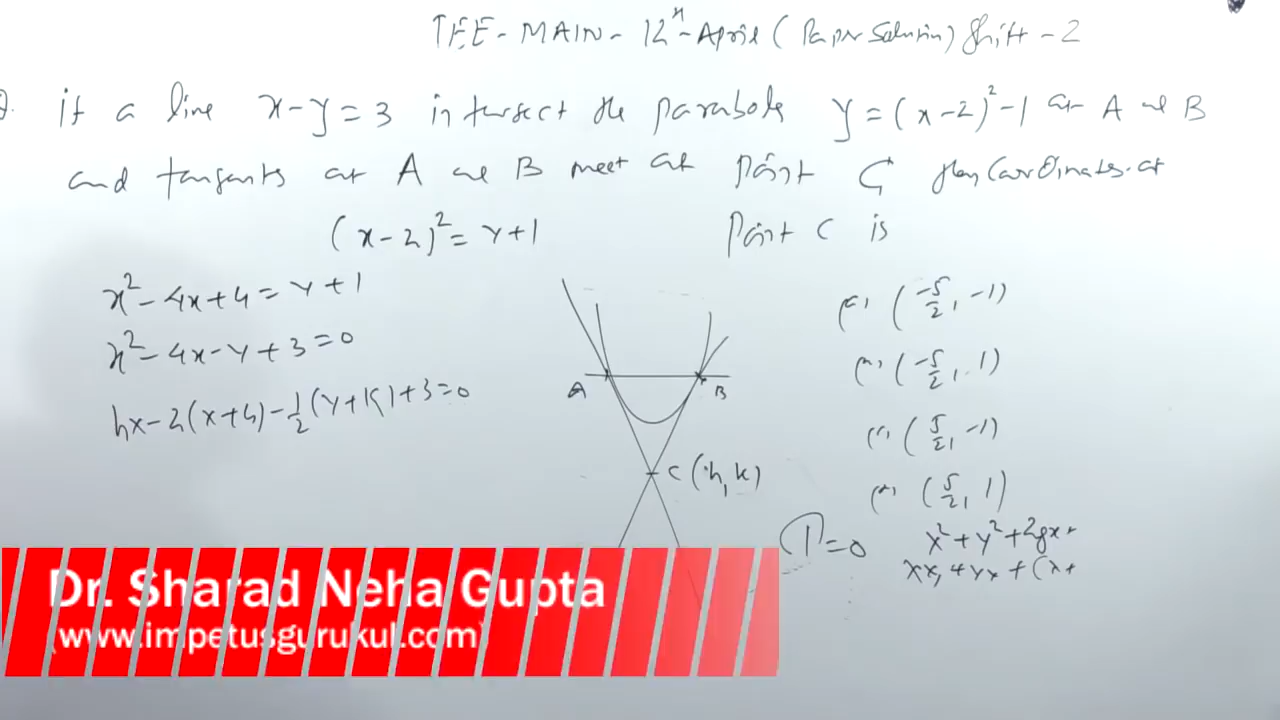 JEE - MAIN - 12th - April (Paper Solution) Shift - 2
Q. if a line x - y = 3 intersect the parabola y = (x-2)² - 1 at A and B
and tangents at A and B meet at point C then Coordinates of
Point C is
(x-2)² = y+1
x² - 4x + 4 = y + 1
x² - 4x - y + 3 = 0
hx - 2(x+h) - 1/2 (y+k) + 3 = 0
A B
C (h, k)
(-5/2, -1)
(-5/2, 1)
(5/2, -1)
(5/2, 1)
T = 0
x² + y² + 2gx +
xx₁ + yy₁ + (x +
Dr. Sharad Neha Gupta
(www.impetusgurukul.com)